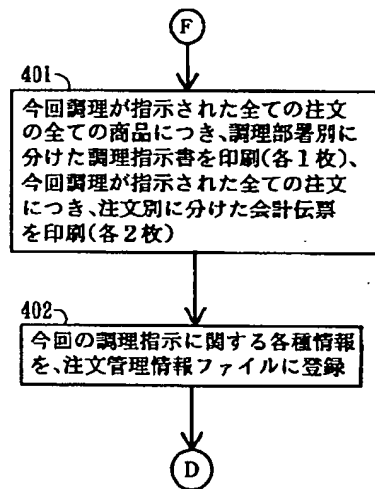 F
401
今回調理が指示された全ての注文
の全ての商品につき、調理部署別に
分けた調理指示書を印刷(各1枚)、
今回調理が指示された全ての注文
につき、注文別に分けた会計伝票
を印刷(各2枚)
402
今回の調理指示に関する各種情報
を、注文管理情報ファイルに登録
D